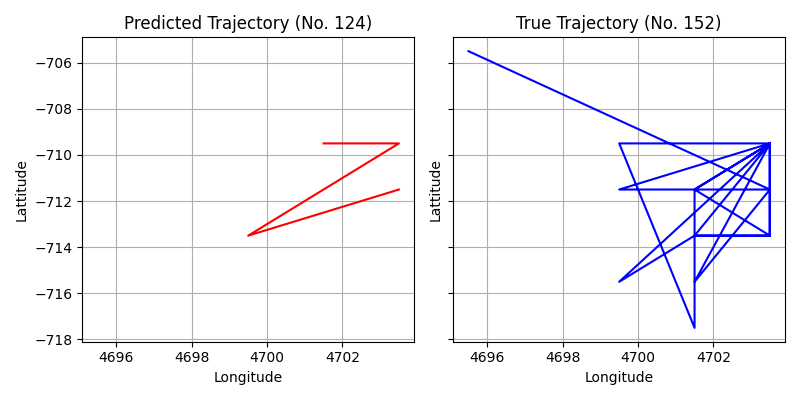 Predicted Trajectory (No. 124)
−706
−708
−710
−712
−714
−716
−718
Lattitude
4696 4698 4700 4702
Longitude
True Trajectory (No. 152)
Lattitude
4696 4698 4700 4702
Longitude